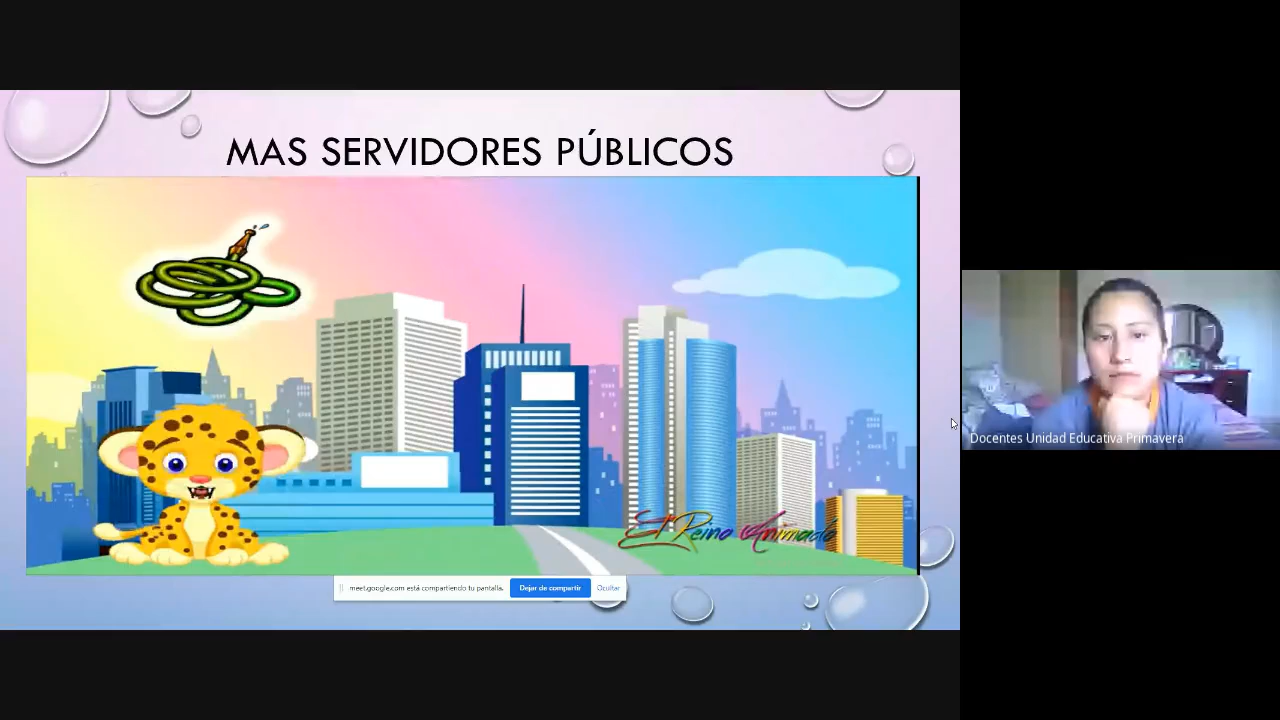 MAS SERVIDORES PÚBLICOS
El Reino Animado
meet.google.com está compartiendo tu pantalla.
Dejar de compartir
Ocultar
Docentes Unidad Educativa Primavera